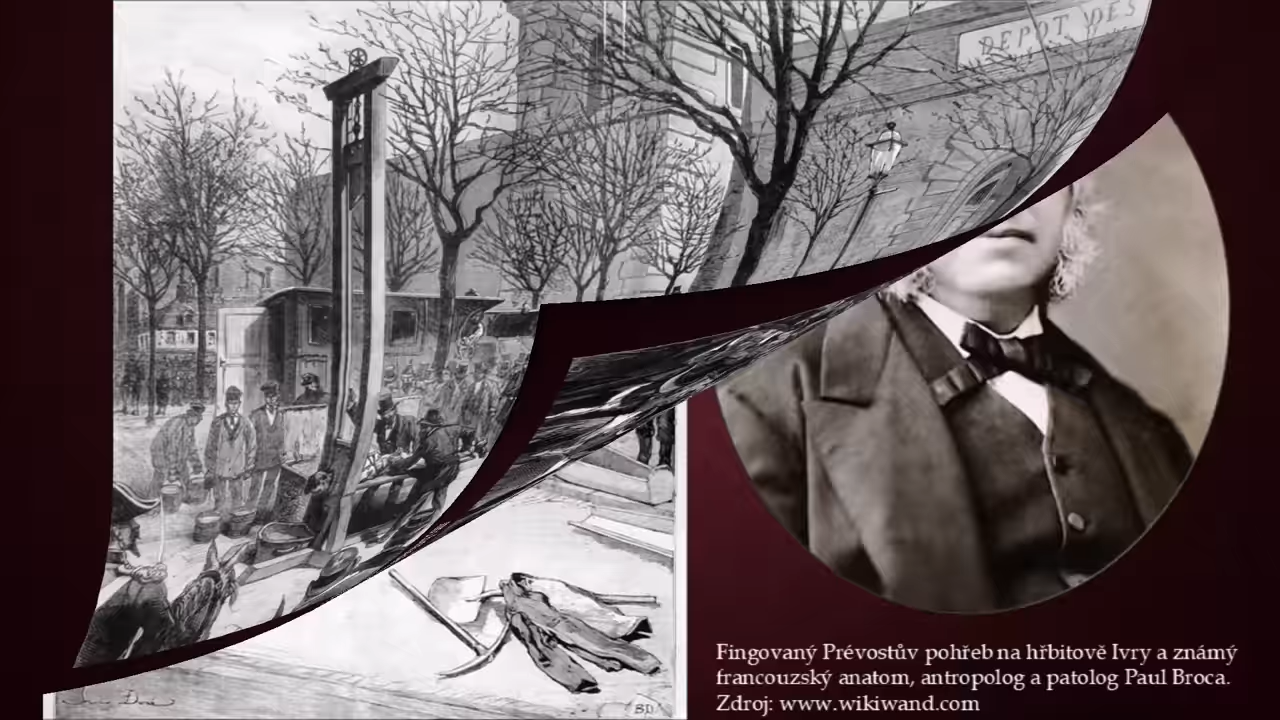 DEPOT DES
Fingovaný Prévostův pohřeb na hřbitově Ivry a známý
francouzský anatom, antropolog a patolog Paul Broca.
Zdroj: www.wikiwand.com